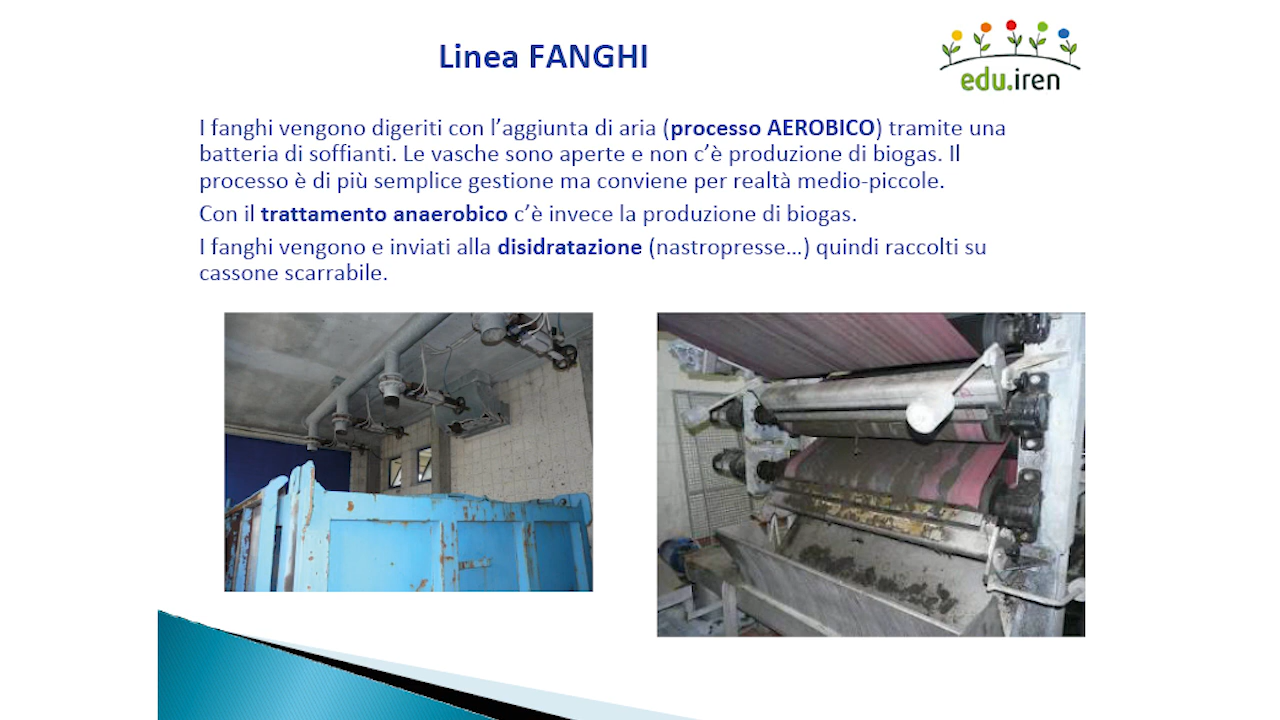 Linea FANGHI
edu.iren
I fanghi vengono digeriti con l’aggiunta di aria (processo AEROBICO) tramite una
batteria di soffianti. Le vasche sono aperte e non c’è produzione di biogas. Il
processo è di più semplice gestione ma conviene per realtà medio-piccole.
Con il trattamento anaerobico c’è invece la produzione di biogas.
I fanghi vengono e inviati alla disidratazione (nastropresse…) quindi raccolti su
cassone scarrabile.